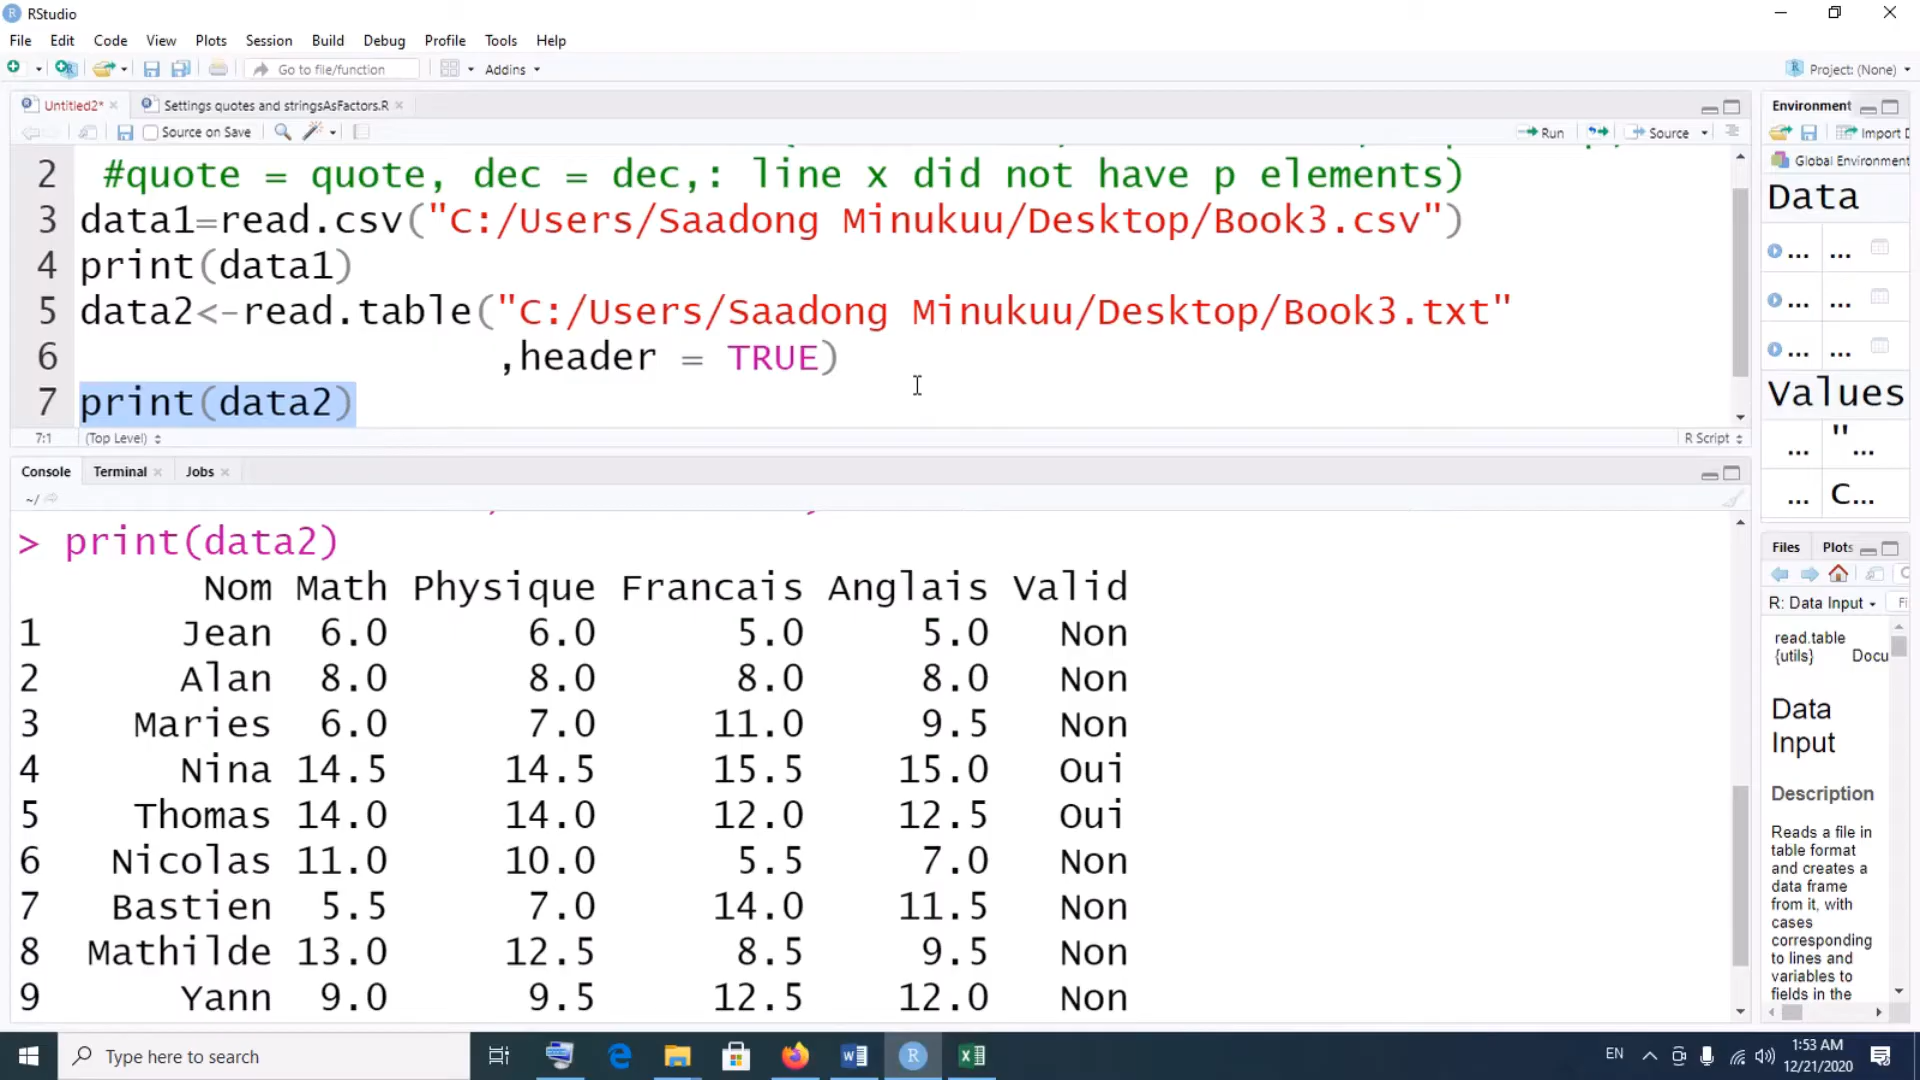 RStudio
File Edit Code View Plots Session Build Debug Profile Tools Help
Go to file/function Addins Project: (None)
Untitled2* Settings quotes and stringsAsFactors.R
Source on Save Run Source
2 #quote = quote, dec = dec,: line x did not have p elements)
3 data1=read.csv("C:/Users/Saadong Minukuu/Desktop/Book3.csv")
4 print(data1)
5 data2<-read.table("C:/Users/Saadong Minukuu/Desktop/Book3.txt"
6 ,header = TRUE)
7 print(data2)
7:1 (Top Level) R Script
Console Terminal Jobs
~/
> print(data2)
Nom Math Physique Francais Anglais Valid
1 Jean 6.0 6.0 5.0 5.0 Non
2 Alan 8.0 8.0 8.0 8.0 Non
3 Maries 6.0 7.0 11.0 9.5 Non
4 Nina 14.5 14.5 15.5 15.0 Oui
5 Thomas 14.0 14.0 12.0 12.5 Oui
6 Nicolas 11.0 10.0 5.5 7.0 Non
7 Bastien 5.5 7.0 14.0 11.5 Non
8 Mathilde 13.0 12.5 8.5 9.5 Non
9 Yann 9.0 9.5 12.5 12.0 Non
Environment
Import D
Global Environment
Data
... ...
... ...
... ...
Values
... "...
... C...
Files Plots
R: Data Input Fi
read.table
{utils} Docu
Data
Input
Description
Reads a file in
table format
and creates a
data frame
from it, with
cases
corresponding
to lines and
variables to
fields in the
Type here to search
EN
1:53 AM
12/21/2020